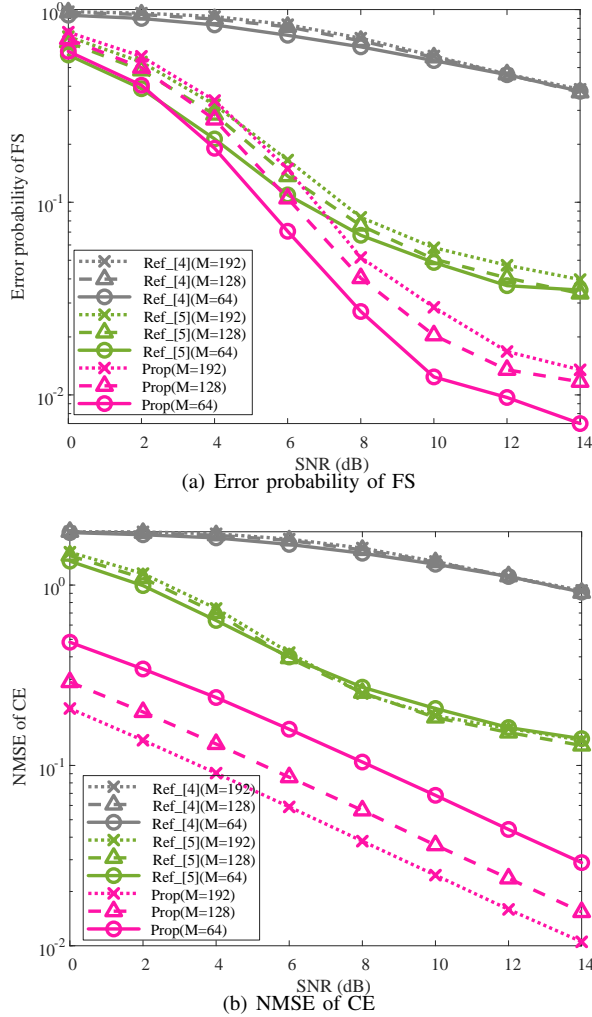 10^0
10^-1
10^-2
Error probability of FS
Ref_[4](M=192)
Ref_[4](M=128)
Ref_[4](M=64)
Ref_[5](M=192)
Ref_[5](M=128)
Ref_[5](M=64)
Prop(M=192)
Prop(M=128)
Prop(M=64)
0 2 4 6 8 10 12 14
SNR (dB)
(a) Error probability of FS
10^0
10^-1
10^-2
NMSE of CE
Ref_[4](M=192)
Ref_[4](M=128)
Ref_[4](M=64)
Ref_[5](M=192)
Ref_[5](M=128)
Ref_[5](M=64)
Prop(M=192)
Prop(M=128)
Prop(M=64)
0 2 4 6 8 10 12 14
SNR (dB)
(b) NMSE of CE